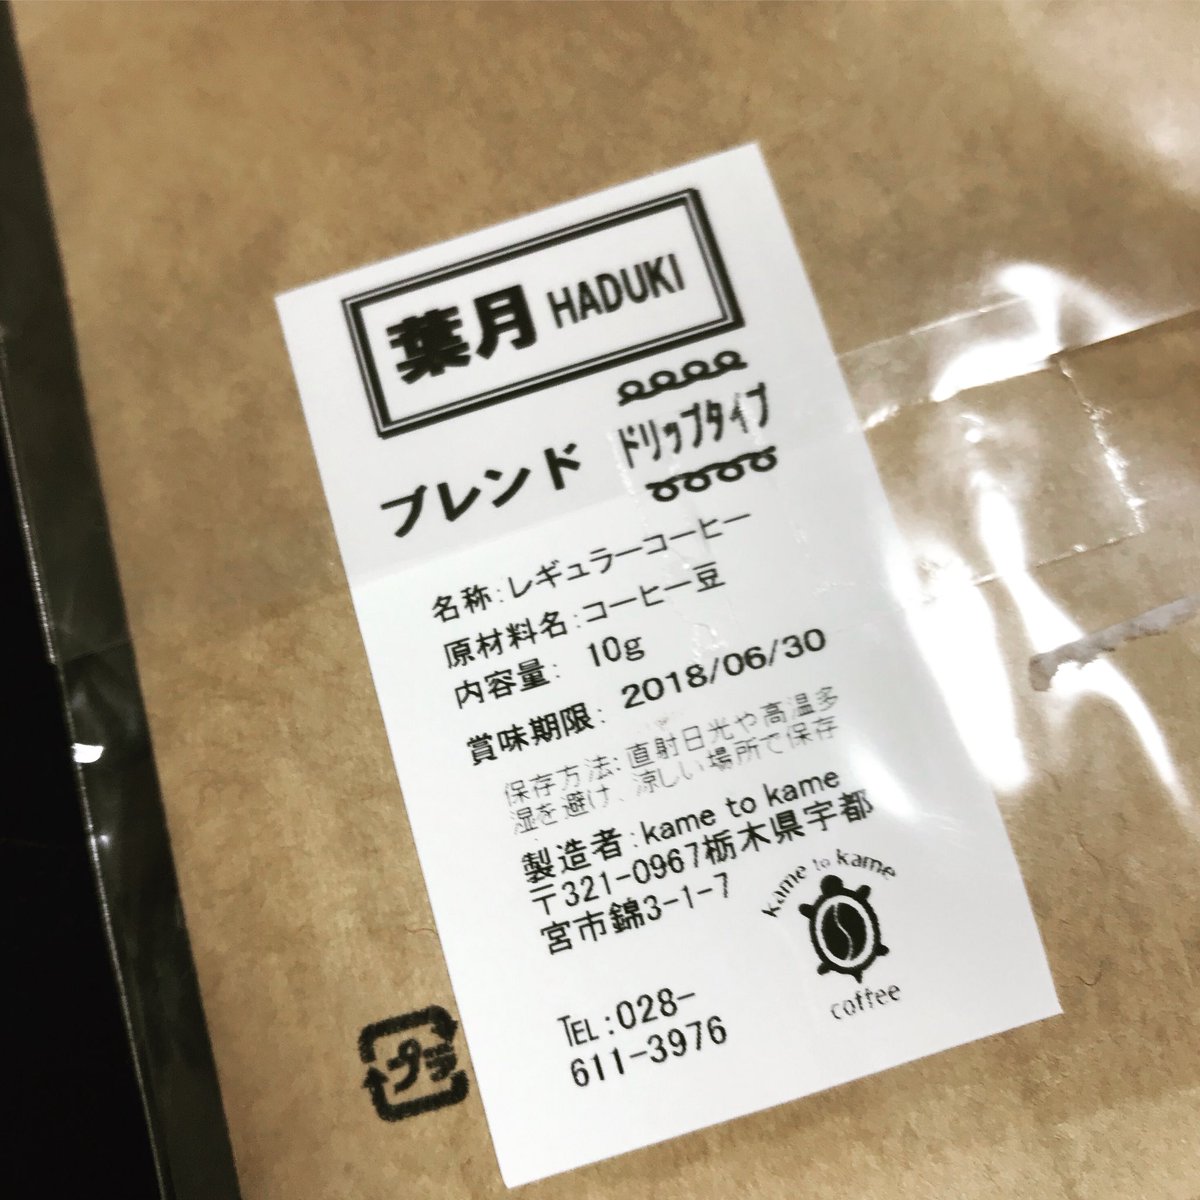 葉月 HADUKI
ブレンド ドリップタイプ
名称:レギュラーコーヒー
原材料名:コーヒー豆
内容量: 10g
賞味期限: 2018/06/30
保存方法:直射日光や高温多
湿を避け、涼しい場所で保存
製造者:kame to kame
〒321-0967栃木県宇都
宮市錦3-1-7
kame to kame
coffee
TEL:028-
611-3976
プラ